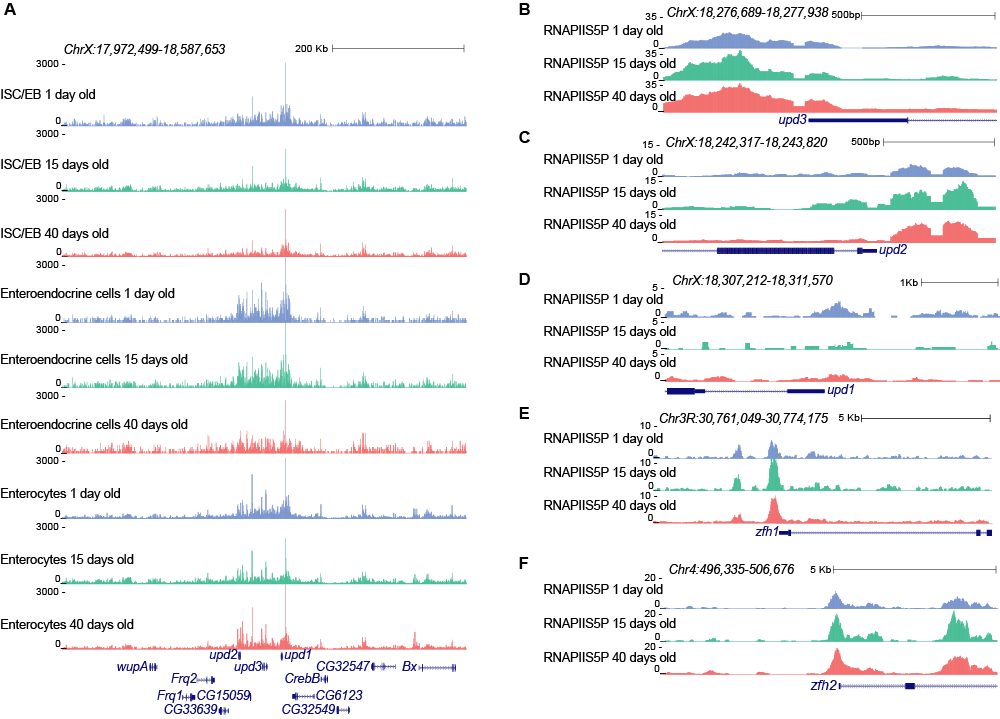 A
ChrX:17,972,499-18,587,653
200 Kb
3000 -
ISC/EB 1 day old
0
3000 -
ISC/EB 15 days old
0
3000 -
ISC/EB 40 days old
0
3000 -
Enteroendocrine cells 1 day old
0
3000 -
Enteroendocrine cells 15 days old
0
3000 -
Enteroendocrine cells 40 days old
0
3000 -
Enterocytes 1 day old
0
3000 -
Enterocytes 15 days old
0
3000 -
Enterocytes 40 days old
0
upd2 upd1
wupA upd3 CG32547 Bx
Frq2 CrebB
Frq1 CG15059 CG6123
CG33639 CG32549
B
35 - ChrX:18,276,689-18,277,938 500bp
RNAPIIS5P 1 day old
0
35
RNAPIIS5P 15 days old
0
35
RNAPIIS5P 40 days old
0
upd3
C
15 - ChrX:18,242,317-18,243,820 500bp
RNAPIIS5P 1 day old
0
15
RNAPIIS5P 15 days old
0
15
RNAPIIS5P 40 days old
0
upd2
D
ChrX:18,307,212-18,311,570 1Kb
5 -
RNAPIIS5P 1 day old
0
5
RNAPIIS5P 15 days old
0
5
RNAPIIS5P 40 days old
0
upd1
E
Chr3R:30,761,049-30,774,175 5 Kb
10 -
RNAPIIS5P 1 day old
0
10
RNAPIIS5P 15 days old
0
10
RNAPIIS5P 40 days old
0
zfh1
F
Chr4:496,335-506,676 5 Kb
20 -
RNAPIIS5P 1 day old
0
20
RNAPIIS5P 15 days old
0
20
RNAPIIS5P 40 days old
0
zfh2